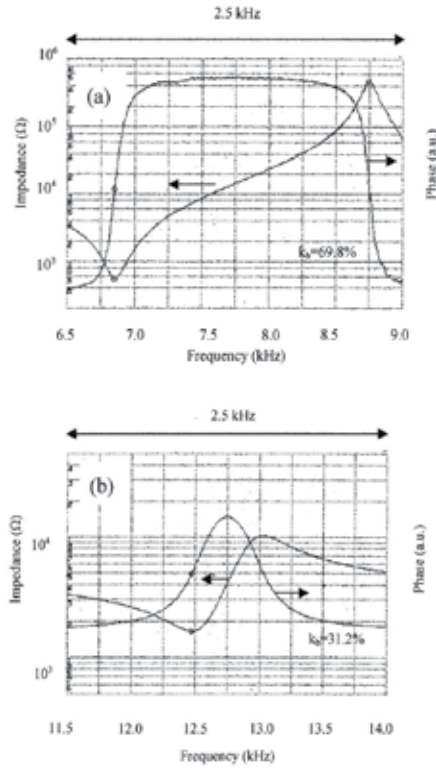 2.5 kHz
10⁶
(a)
10⁵
Impedance (Ω)
10⁴
Phase (a.u.)
10³
kb=69.8%
6.5 7.0 7.5 8.0 8.5 9.0
Frequency (kHz)
2.5 kHz
(b)
10⁴
Impedance (Ω)
Phase (a.u.)
10³
kb=31.2%
11.5 12.0 12.5 13.0 13.5 14.0
Frequency (kHz)